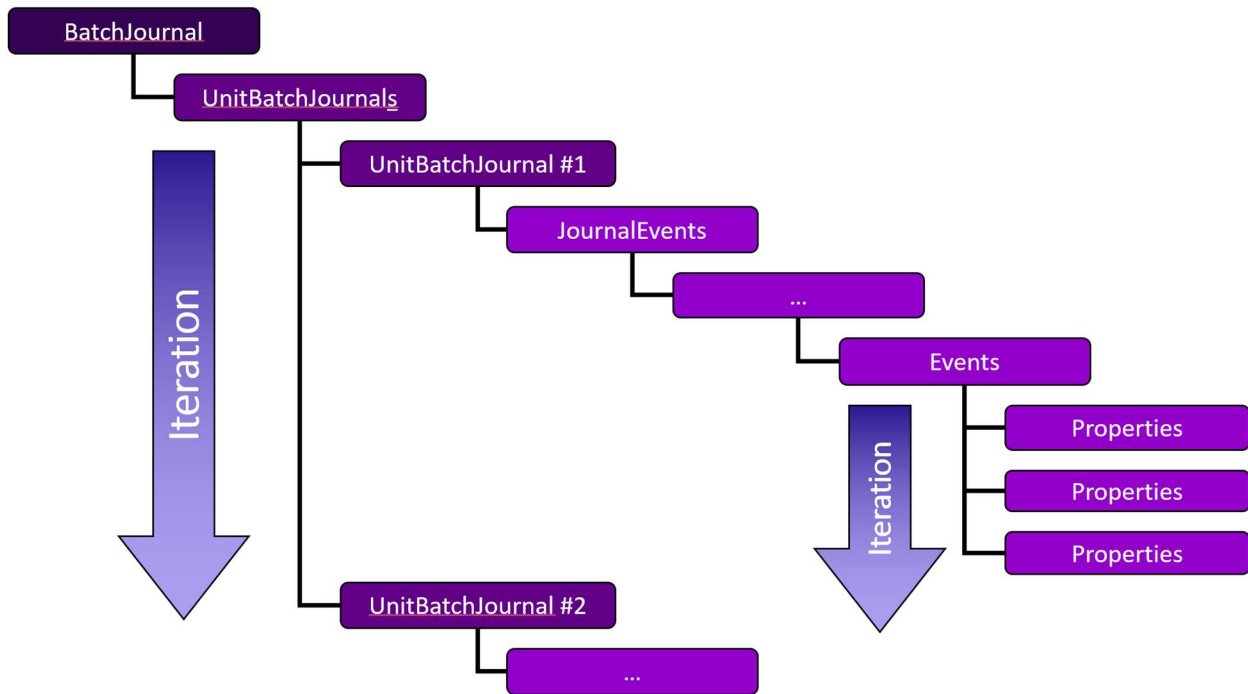 BatchJournal
UnitBatchJournals
UnitBatchJournal #1
JournalEvents
...
Events
Iteration
Iteration
Properties
Properties
Properties
UnitBatchJournal #2
...